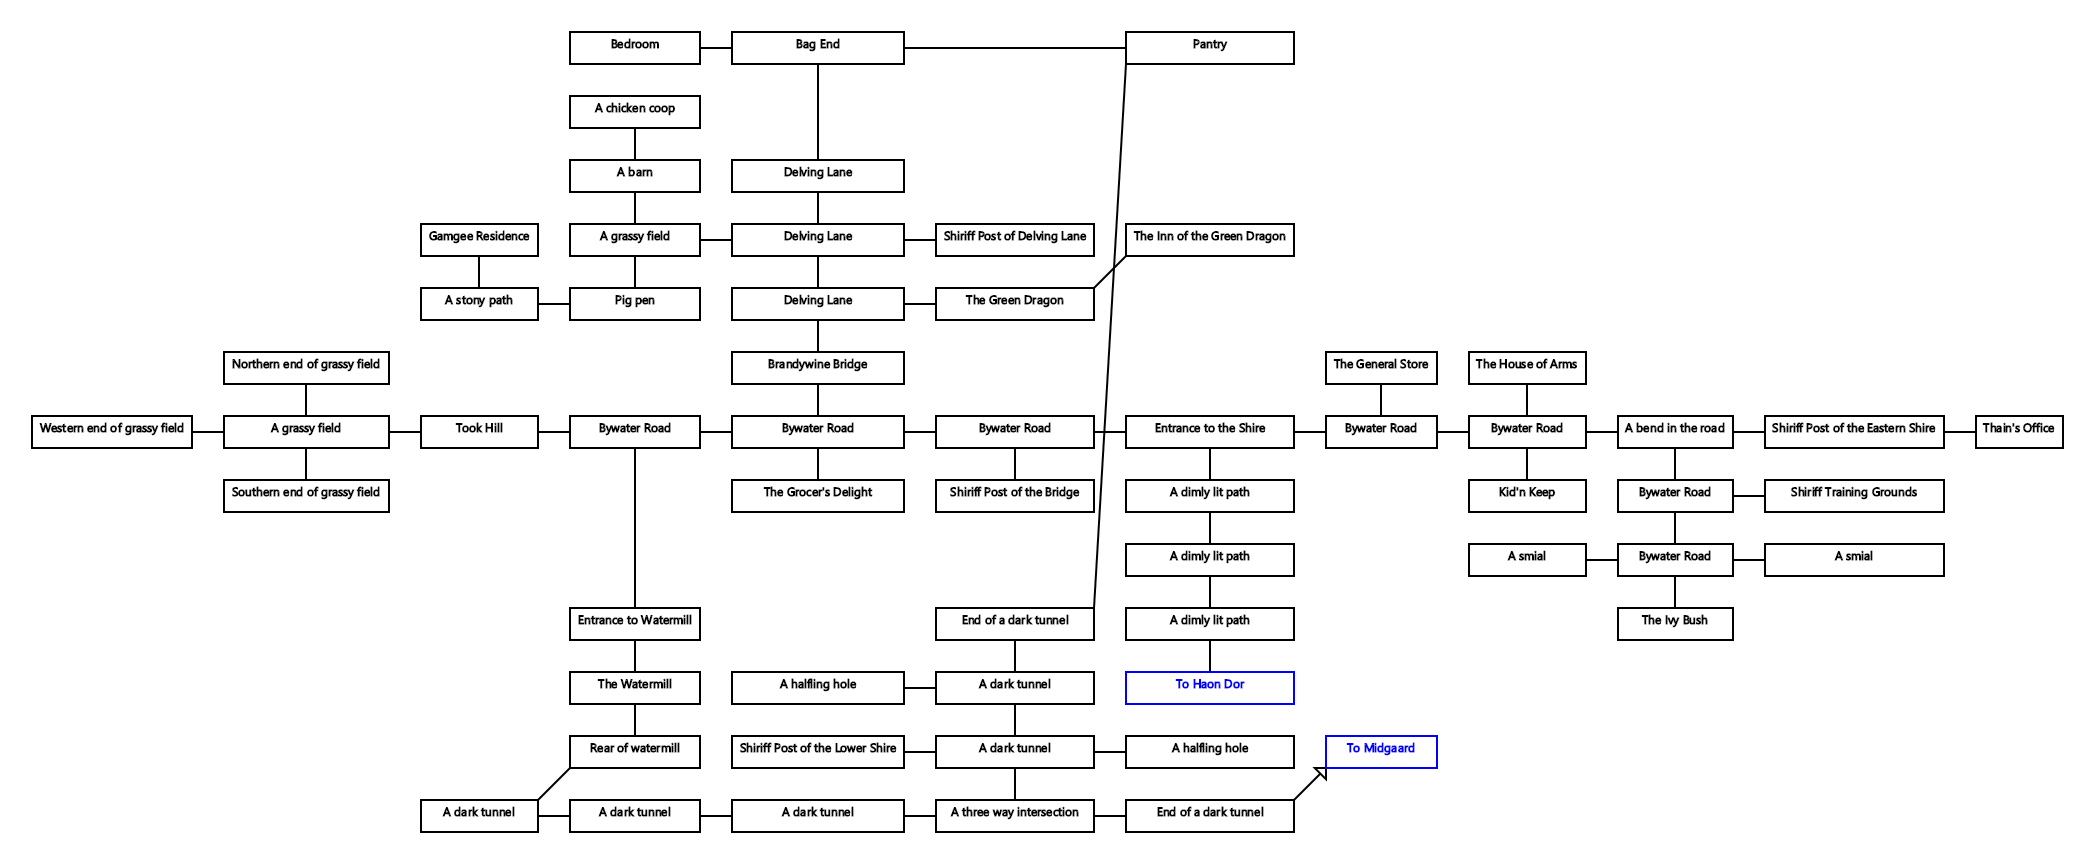 Bedroom
Bag End
Pantry
A chicken coop
A barn
Delving Lane
Gamgee Residence
A grassy field
Delving Lane
Shiriff Post of Delving Lane
The Inn of the Green Dragon
A stony path
Pig pen
Delving Lane
The Green Dragon
Northern end of grassy field
Brandywine Bridge
The General Store
The House of Arms
Western end of grassy field
A grassy field
Took Hill
Bywater Road
Bywater Road
Bywater Road
Entrance to the Shire
Bywater Road
Bywater Road
A bend in the road
Shiriff Post of the Eastern Shire
Thain's Office
Southern end of grassy field
The Grocer's Delight
Shiriff Post of the Bridge
A dimly lit path
Kid'n Keep
Bywater Road
Shiriff Training Grounds
A dimly lit path
A smial
Bywater Road
A smial
Entrance to Watermill
End of a dark tunnel
A dimly lit path
The Ivy Bush
The Watermill
A halfling hole
A dark tunnel
To Haon Dor
Rear of watermill
Shiriff Post of the Lower Shire
A dark tunnel
A halfling hole
To Midgaard
A dark tunnel
A dark tunnel
A dark tunnel
A three way intersection
End of a dark tunnel